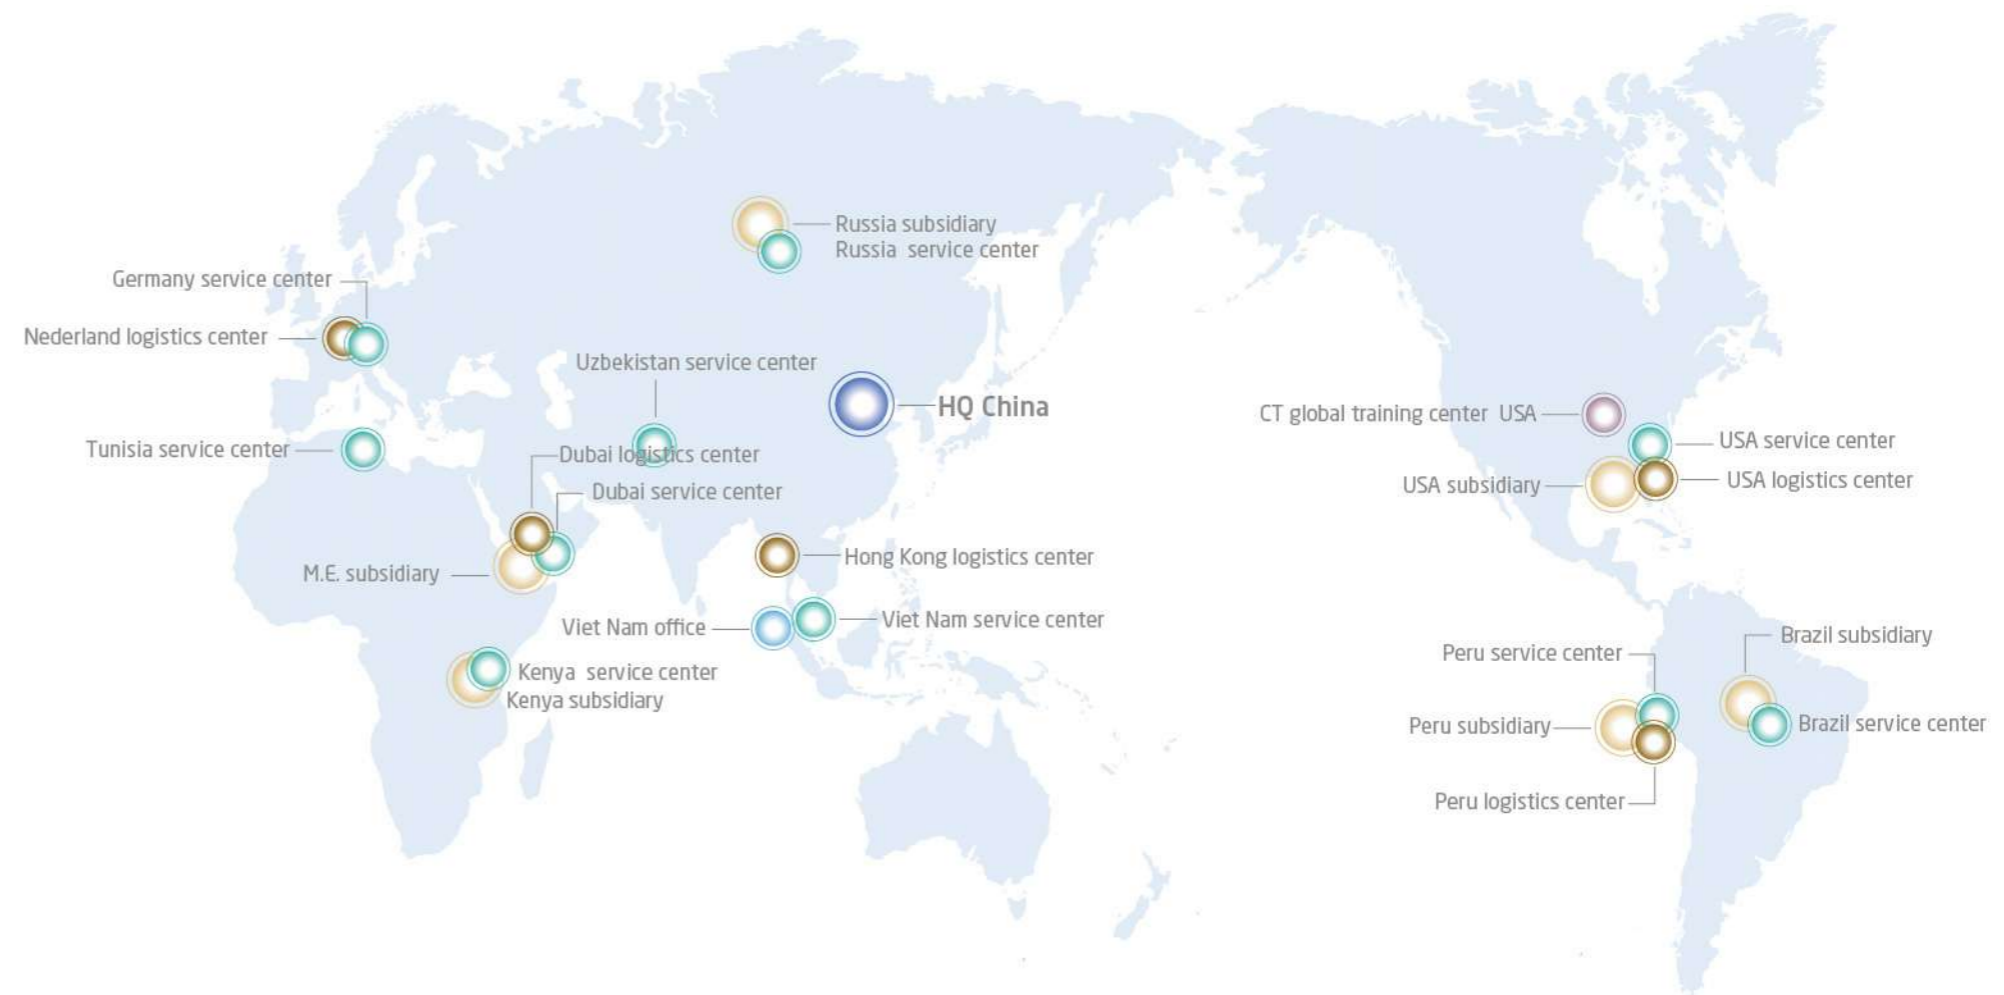 Russia subsidiary
Russia service center
Germany service center
Nederland logistics center
Uzbekistan service center
HQ China
CT global training center USA
USA service center
Tunisia service center
Dubai logistics center
USA logistics center
USA subsidiary
Dubai service center
Hong Kong logistics center
M.E. subsidiary
Viet Nam office
Viet Nam service center
Brazil subsidiary
Peru service center
Kenya service center
Kenya subsidiary
Peru subsidiary
Brazil service center
Peru logistics center